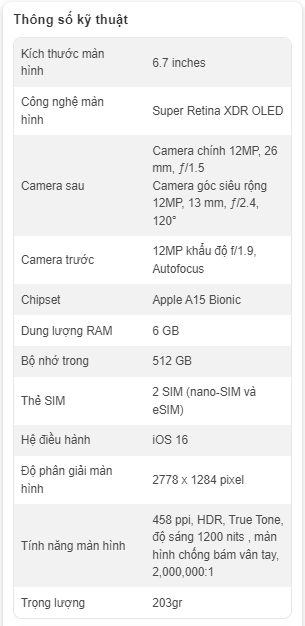 Thông số kỹ thuật
Kích thước màn
hình
6.7 inches
Công nghệ màn
hình
Super Retina XDR OLED
Camera sau
Camera chính 12MP, 26
mm, ƒ/1.5
Camera góc siêu rộng
12MP, 13 mm, ƒ/2.4,
120°
Camera trước
12MP khẩu độ f/1.9,
Autofocus
Chipset
Apple A15 Bionic
Dung lượng RAM
6 GB
Bộ nhớ trong
512 GB
Thẻ SIM
2 SIM (nano-SIM và
eSIM)
Hệ điều hành
iOS 16
Độ phân giải màn
hình
2778 x 1284 pixel
Tính năng màn hình
458 ppi, HDR, True Tone,
độ sáng 1200 nits , màn
hình chống bám vân tay,
2,000,000:1
Trọng lượng
203gr